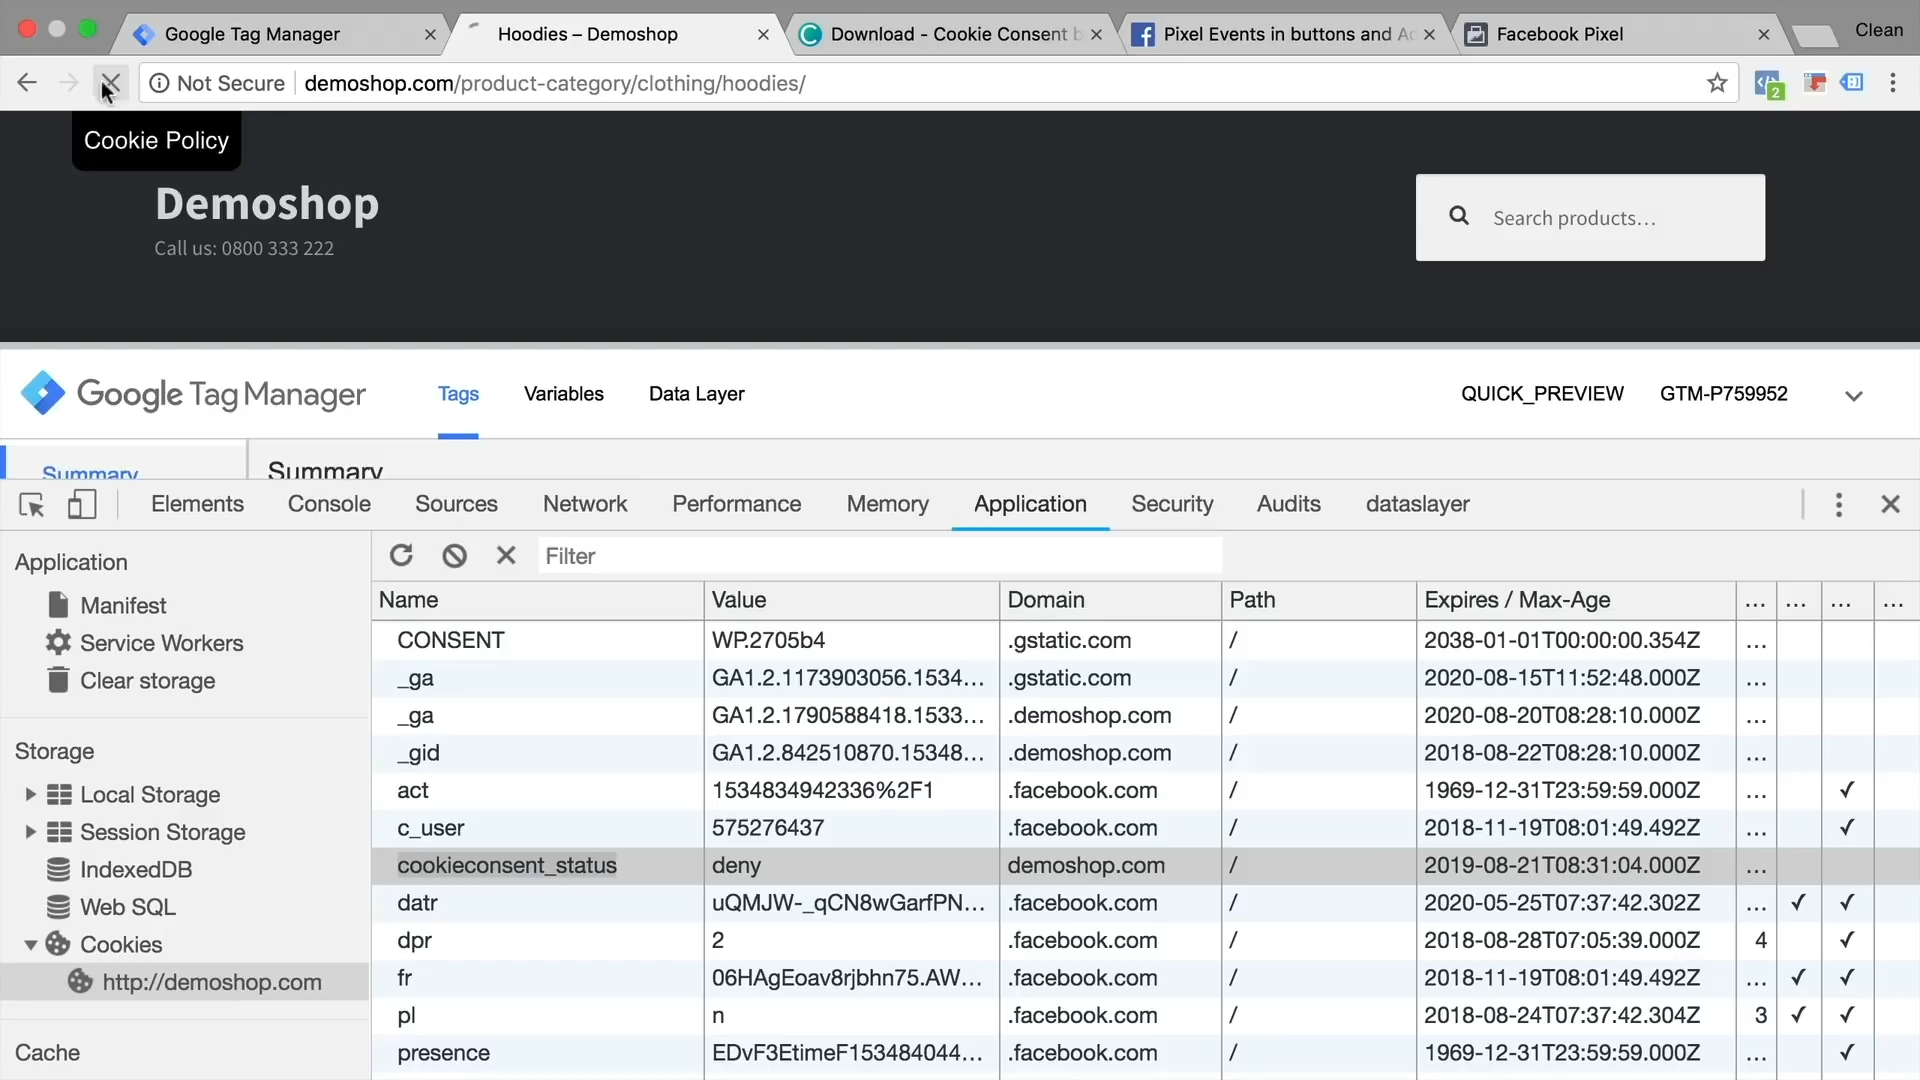 Google Tag Manager
Hoodies – Demoshop
Download - Cookie Consent b
Pixel Events in buttons and Ac
Facebook Pixel
Clean
Not Secure
demoshop.com/product-category/clothing/hoodies/
2
Cookie Policy
Demoshop
Call us: 0800 333 222
Search products…
Google Tag Manager
Tags
Variables
Data Layer
QUICK_PREVIEW
GTM-P759952
Summary
Summary
Elements
Console
Sources
Network
Performance
Memory
Application
Security
Audits
dataslayer
Application
Manifest
Service Workers
Clear storage
Storage
Local Storage
Session Storage
IndexedDB
Web SQL
Cookies
http://demoshop.com
Cache
Filter
Name Value Domain Path Expires / Max-Age ... ... ... ...
CONSENT WP.2705b4 .gstatic.com / 2038-01-01T00:00:00.354Z ...
_ga GA1.2.1173903056.1534... .gstatic.com / 2020-08-15T11:52:48.000Z ...
_ga GA1.2.1790588418.1533... .demoshop.com / 2020-08-20T08:28:10.000Z ...
_gid GA1.2.842510870.15348... .demoshop.com / 2018-08-22T08:28:10.000Z ...
act 1534834942336%2F1 .facebook.com / 1969-12-31T23:59:59.000Z ... ✓
c_user 575276437 .facebook.com / 2018-11-19T08:01:49.492Z ... ✓
cookieconsent_status deny demoshop.com / 2019-08-21T08:31:04.000Z ...
datr uQMJW-_qCN8wGarfPN... .facebook.com / 2020-05-25T07:37:42.302Z ... ✓ ✓
dpr 2 .facebook.com / 2018-08-28T07:05:39.000Z 4 ✓
fr 06HAgEoav8rjbhn75.AW... .facebook.com / 2018-11-19T08:01:49.492Z ... ✓ ✓
pl n .facebook.com / 2018-08-24T07:37:42.304Z 3 ✓ ✓
presence EDvF3EtimeF153484044... .facebook.com / 1969-12-31T23:59:59.000Z ... ✓